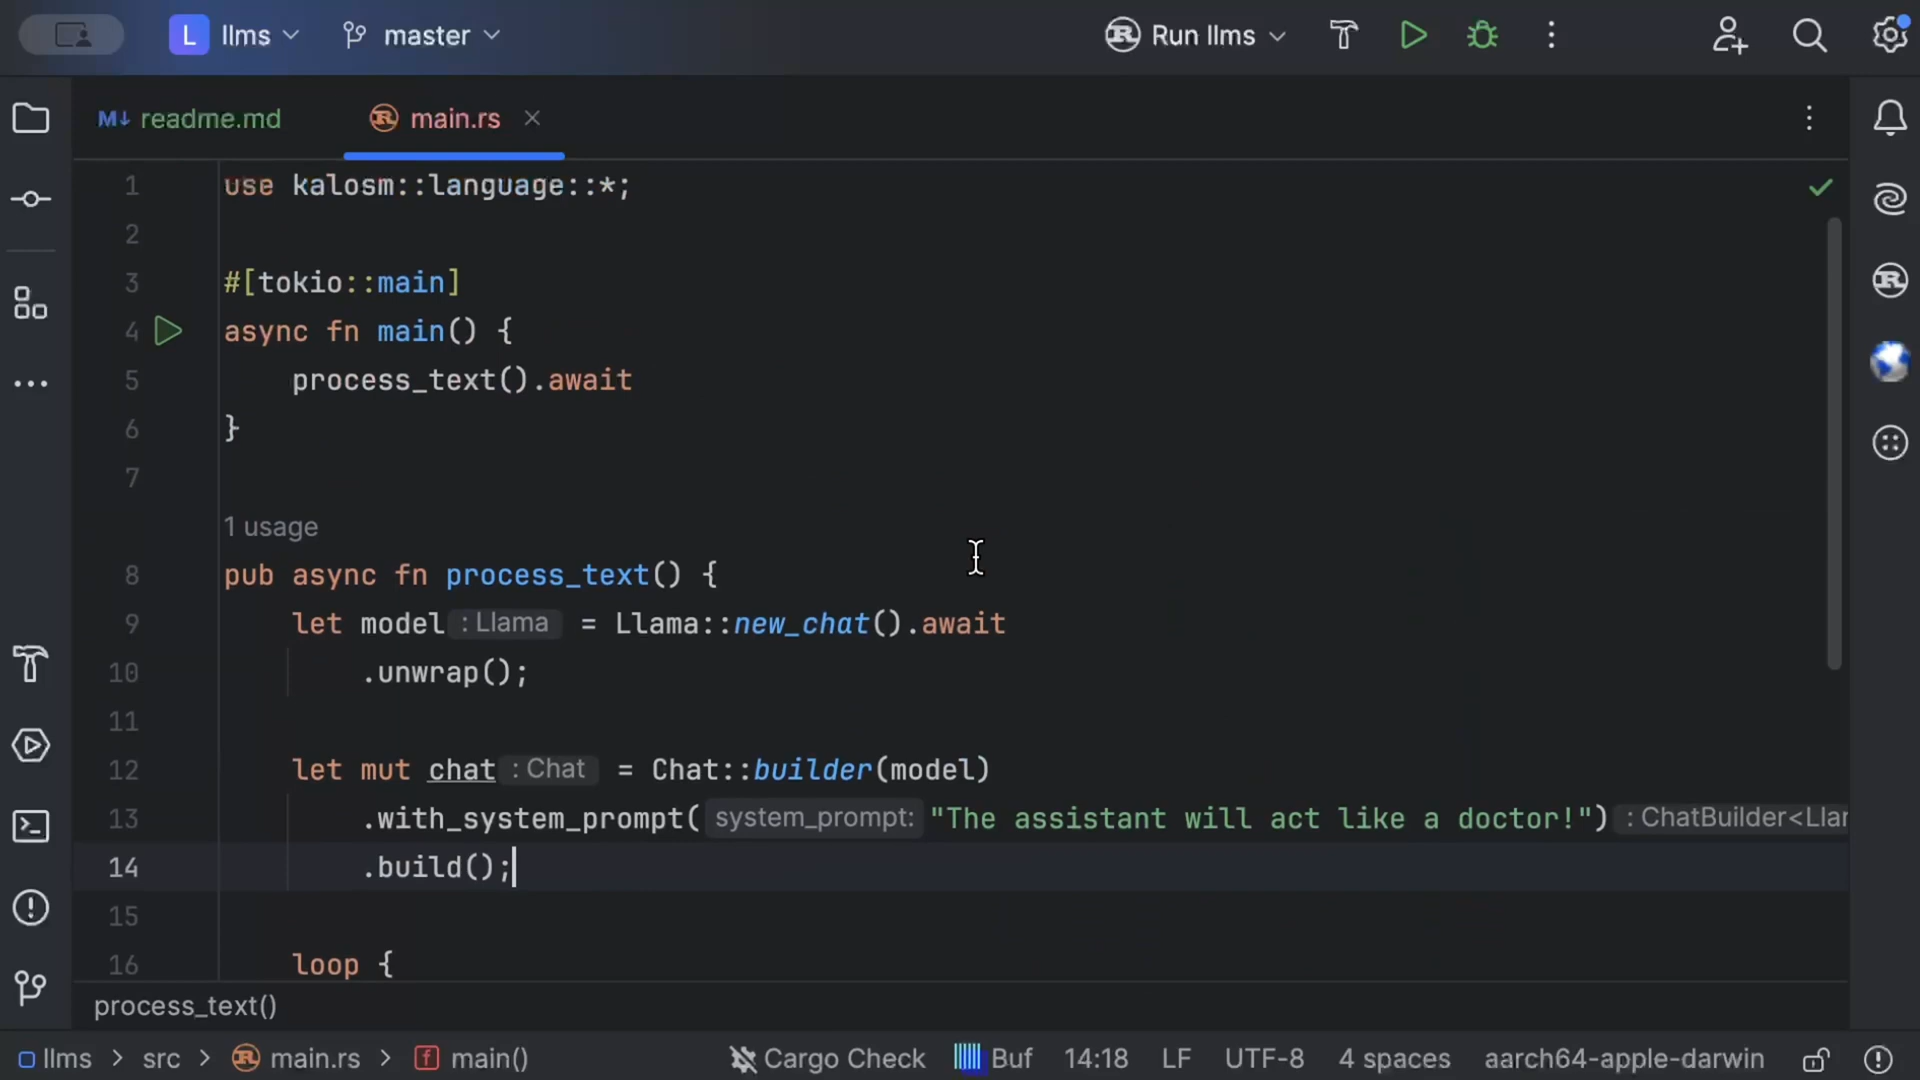 L llms master Run llms
M↓ readme.md main.rs
1 use kalosm::language::*;
2
3 #[tokio::main]
4 async fn main() {
5 process_text().await
6 }
7
1 usage
8 pub async fn process_text() {
9 let model : Llama = Llama::new_chat().await
10 .unwrap();
11
12 let mut chat : Chat = Chat::builder(model)
13 .with_system_prompt( system_prompt: "The assistant will act like a doctor!") : ChatBuilder<Llam
14 .build();
15
16 loop {
process_text()
llms > src > main.rs > f main() Cargo Check Buf 14:18 LF UTF-8 4 spaces aarch64-apple-darwin